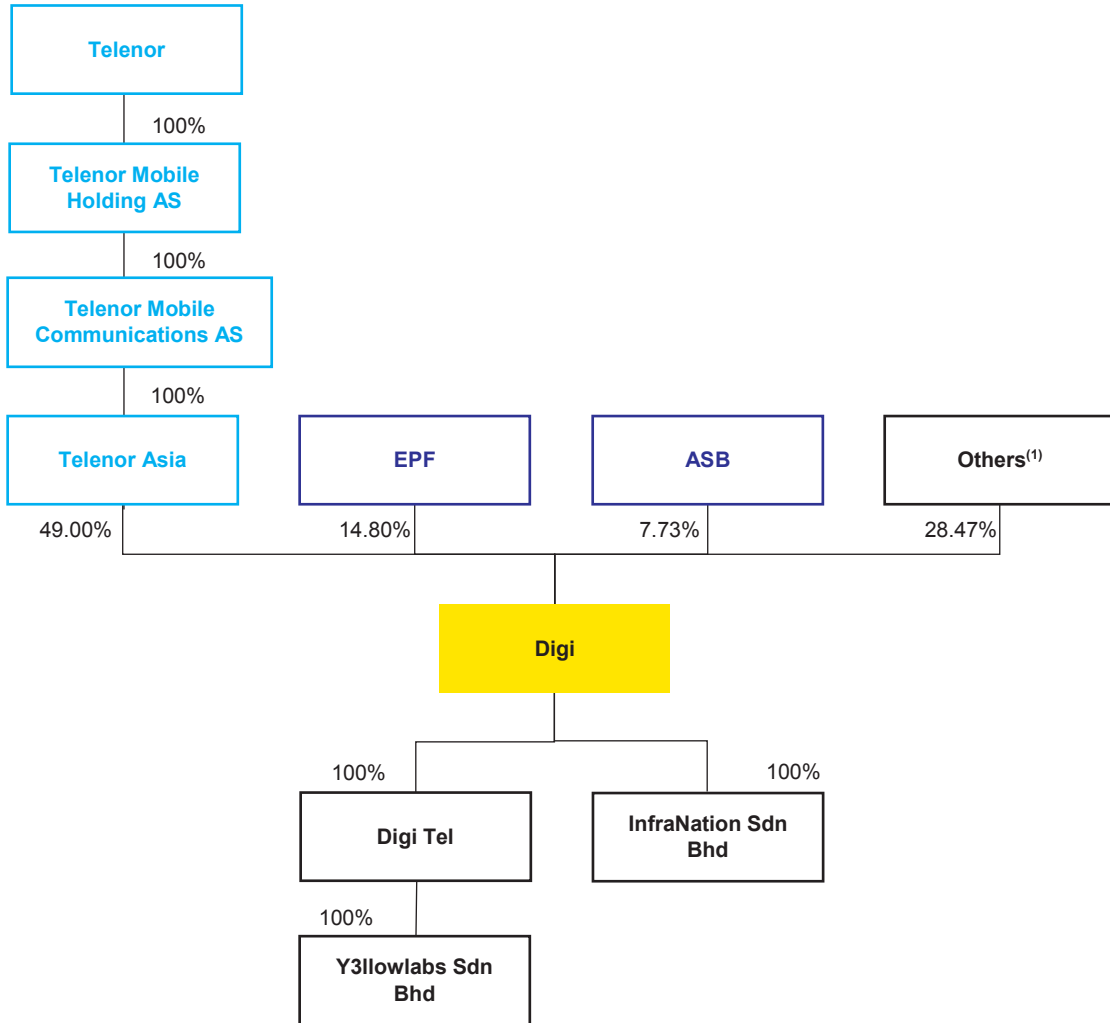 Telenor
100%
Telenor Mobile
Holding AS
100%
Telenor Mobile
Communications AS
100%
Telenor Asia
EPF
ASB
Others(1)
49.00%
14.80%
7.73%
28.47%
Digi
100%
100%
Digi Tel
InfraNation Sdn
Bhd
100%
Y3llowlabs Sdn
Bhd